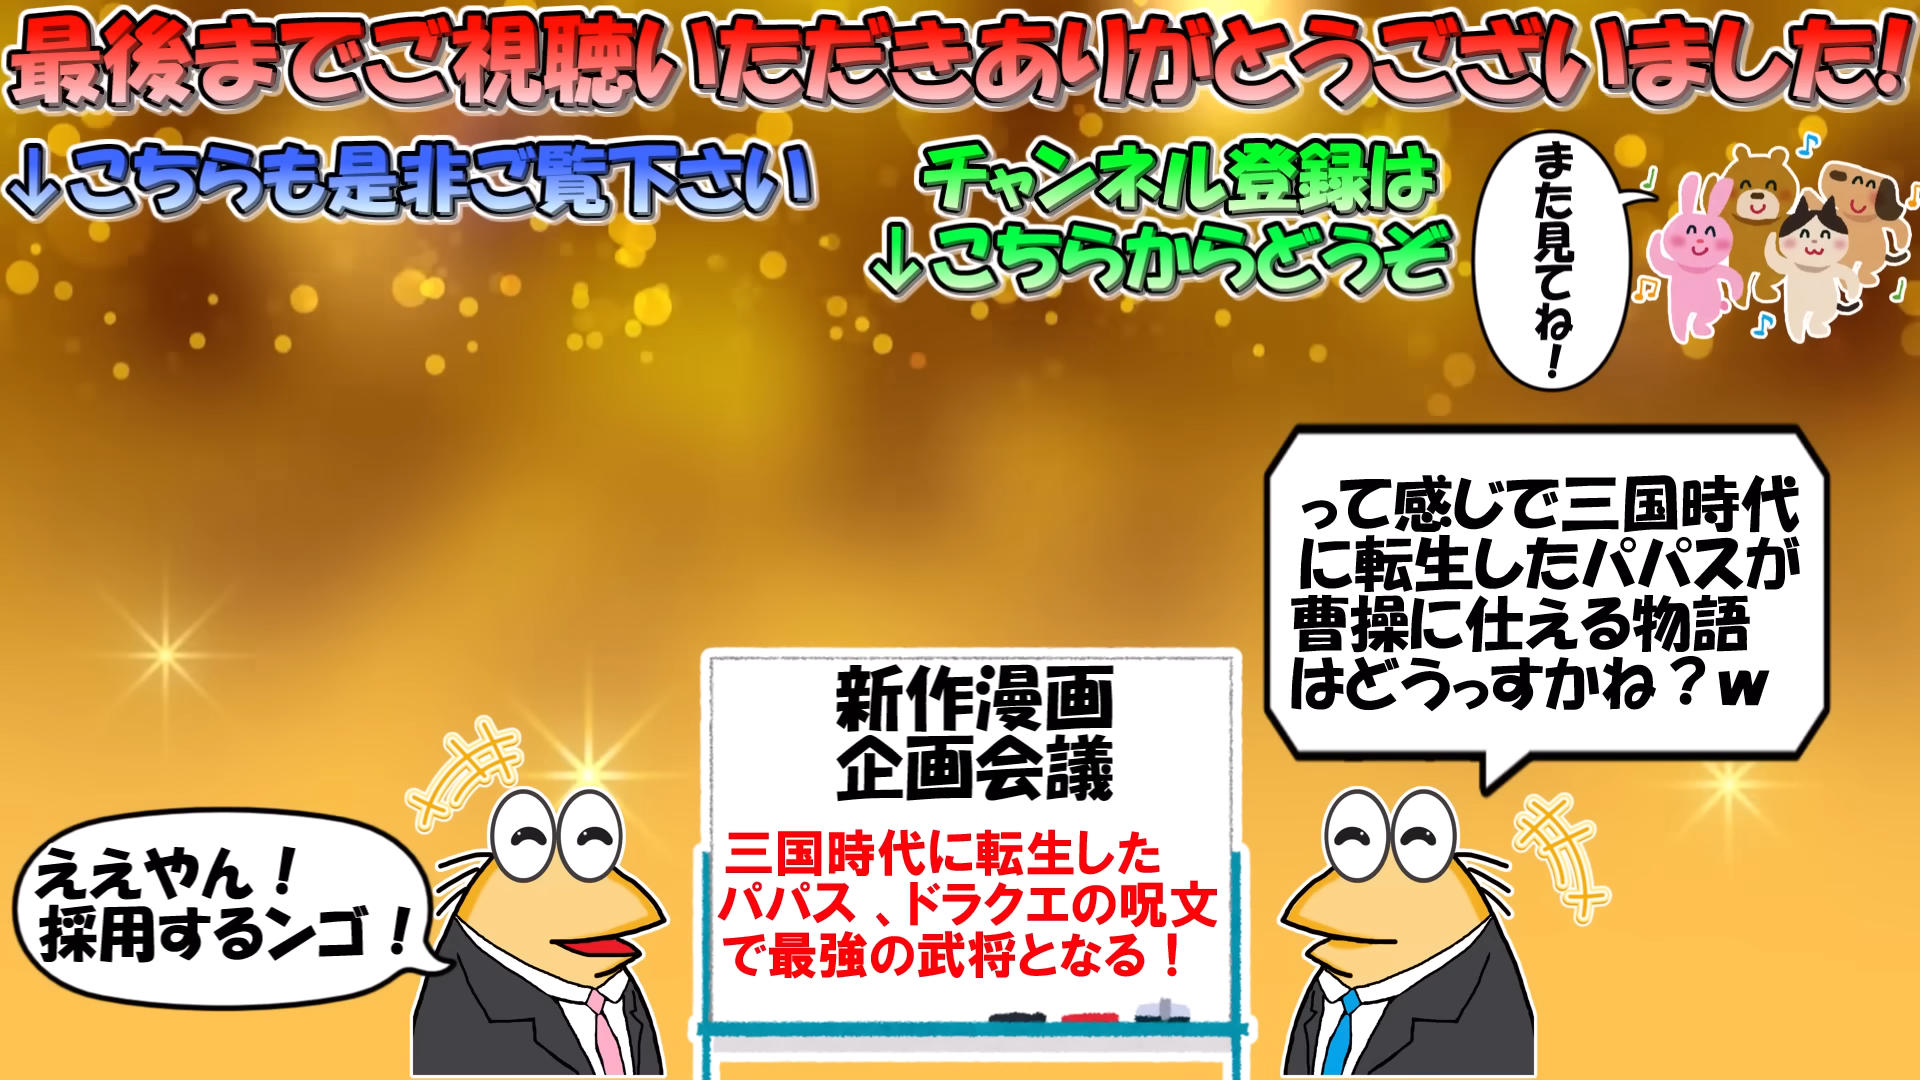 最後までご視聴いただきありがとうございました!
↓こちらも是非ご覧下さい
チャンネル登録は
↓こちらからどうぞ
また見てね！
って感じで三国時代
に転生したパパスが
曹操に仕える物語
はどうっすかね？w
新作漫画
企画会議
三国時代に転生した
パパス、ドラクエの呪文
で最強の武将となる！
ええやん！
採用するンゴ！